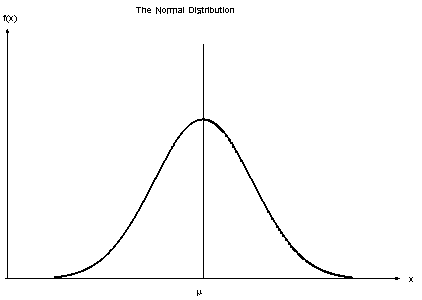 The Normal Distribution
f(x)
x
μ